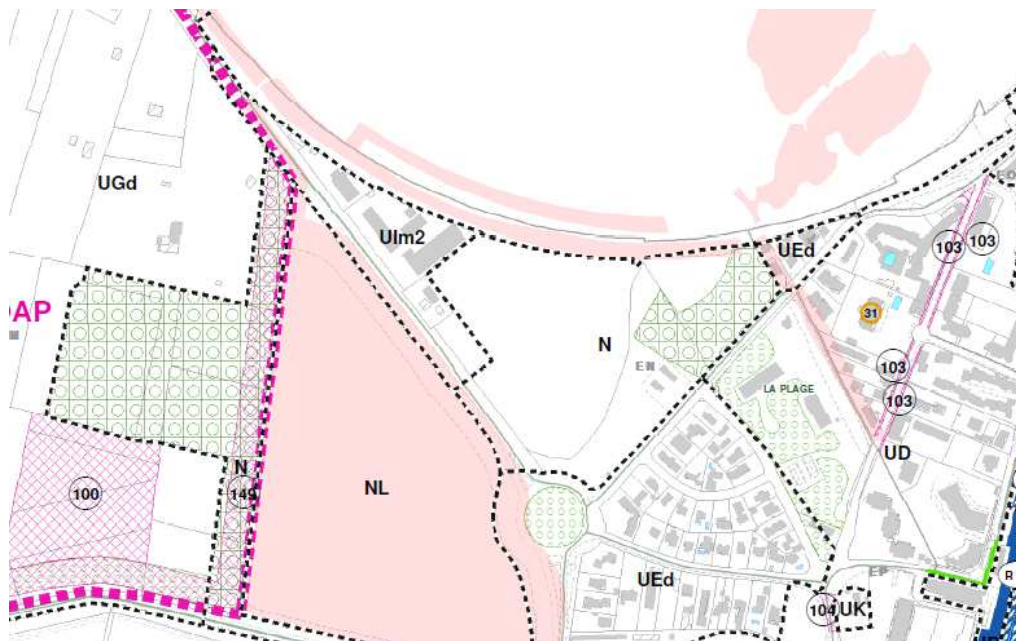 UGd
UIm2
UEd
103
103
31
AP
N
EN
103
103
LA PLAGE
UD
N
149
100
NL
UEd
EP
104
UK
R